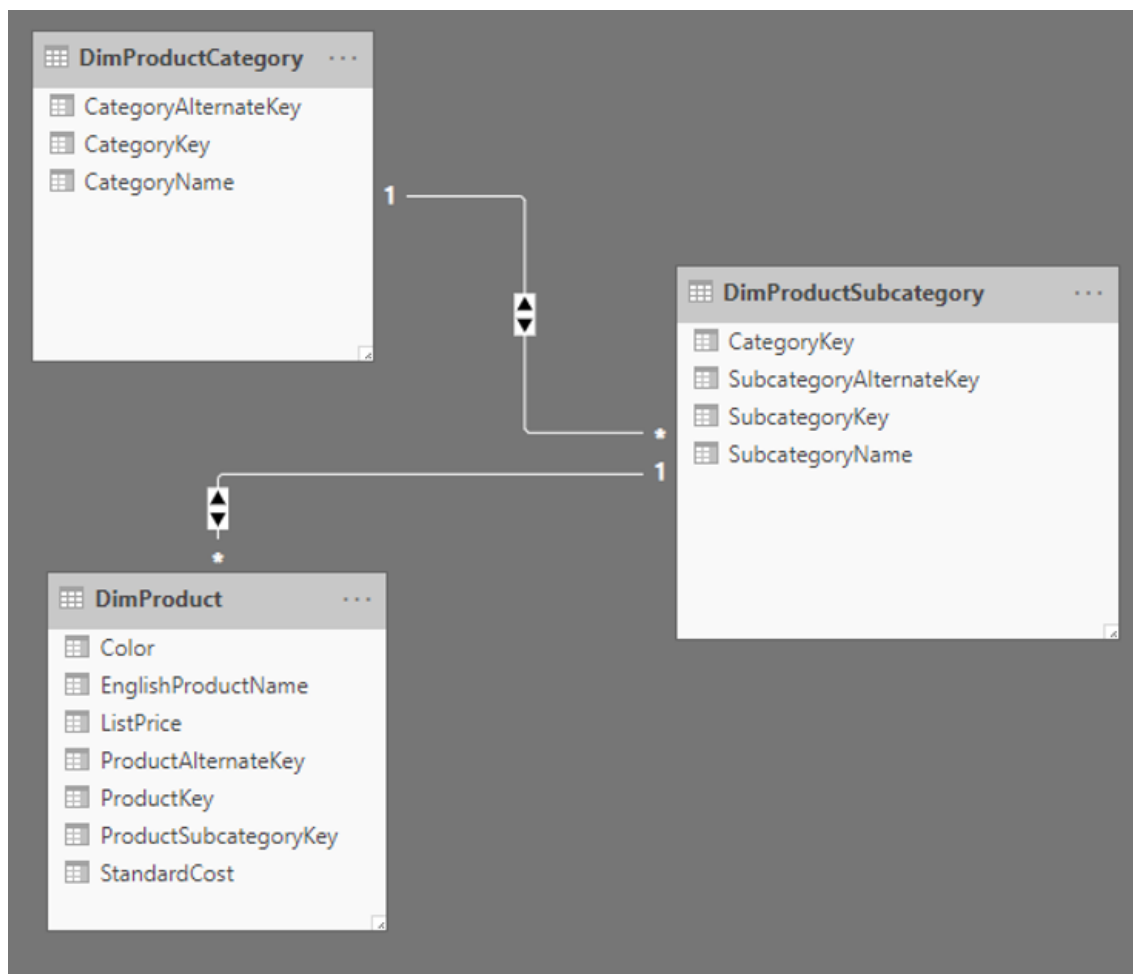 DimProductCategory ...
CategoryAlternateKey
CategoryKey
CategoryName
1
DimProductSubcategory ...
CategoryKey
SubcategoryAlternateKey
SubcategoryKey
SubcategoryName
*
1
*
DimProduct ...
Color
EnglishProductName
ListPrice
ProductAlternateKey
ProductKey
ProductSubcategoryKey
StandardCost